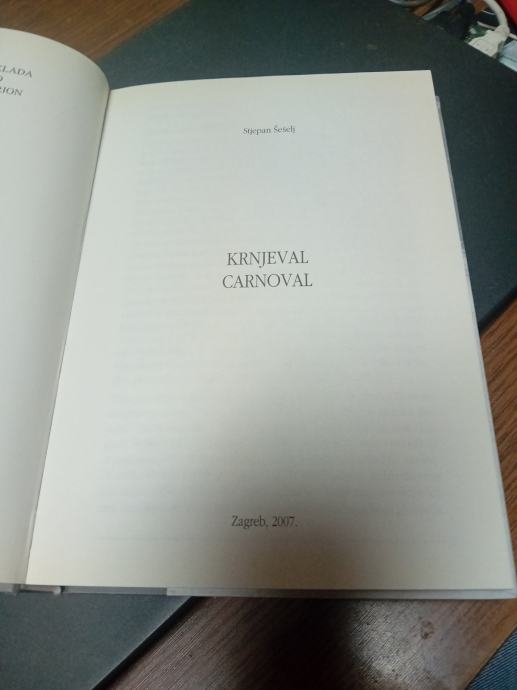 Stjepan Šešelj
KRNJEVAL
CARNOVAL
Zagreb, 2007.